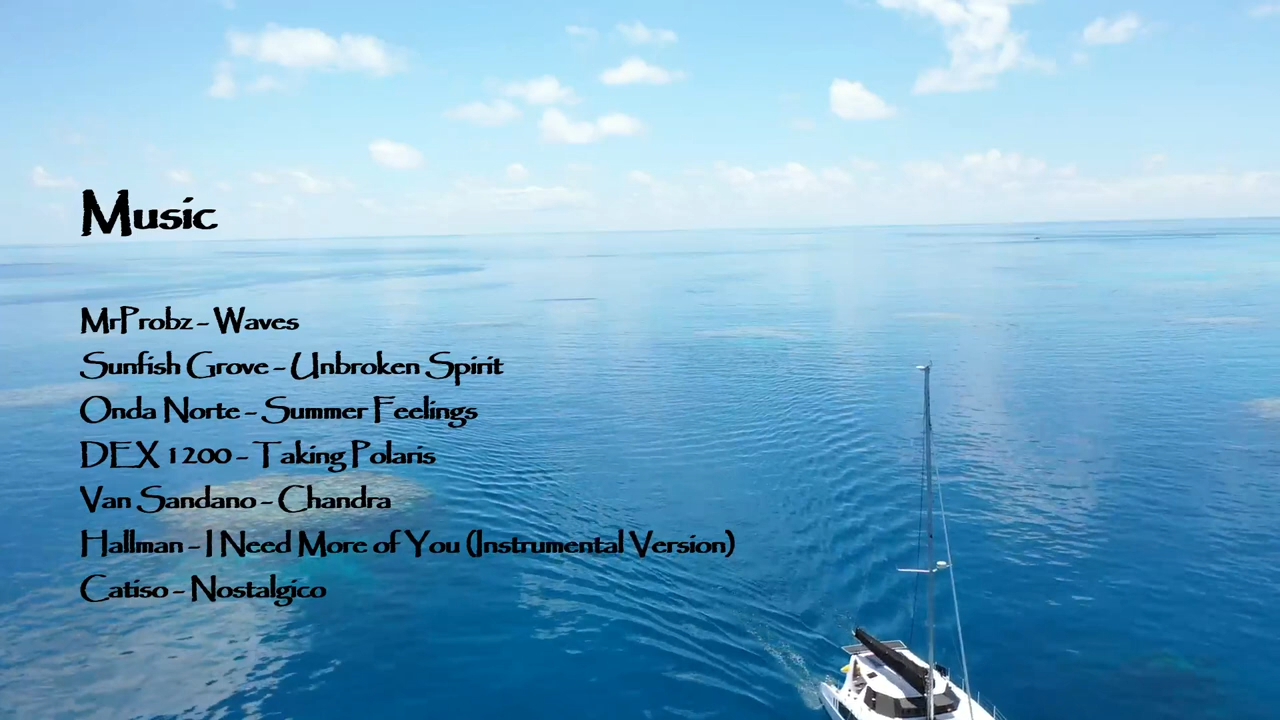 Music
MrProbz - Waves
Sunfish Grove - Unbroken Spirit
Onda Norte - Summer Feelings
DEX 1200 - Taking Polaris
Van Sandano - Chandra
Hallman - I Need More of You (Instrumental Version)
Catiso - Nostalgico